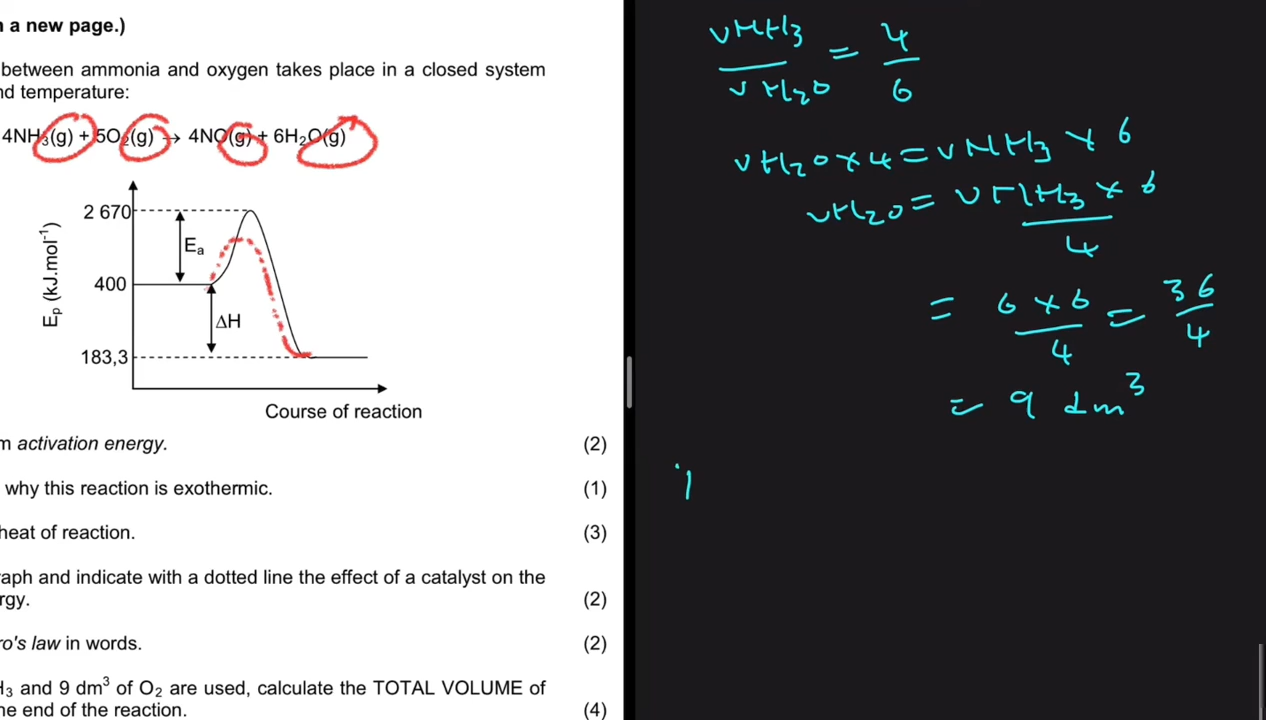 n a new page.)
between ammonia and oxygen takes place in a closed system
nd temperature:
4NH₃(g) + 5O₂(g) → 4NO(g) + 6H₂O(g)
2 670
Eₐ
400
Eₚ (kJ.mol⁻¹)
ΔH
183,3
Course of reaction
m activation energy. (2)
why this reaction is exothermic. (1)
heat of reaction. (3)
raph and indicate with a dotted line the effect of a catalyst on the
rgy. (2)
ro's law in words. (2)
H₃ and 9 dm³ of O₂ are used, calculate the TOTAL VOLUME of
ne end of the reaction. (4)
VNH₃/VH₂O = 4/6
VH₂O × 4 = VNH₃ × 6
VH₂O = VNH₃ × 6/4
= 6 × 6/4 = 36/4
= 9 dm³